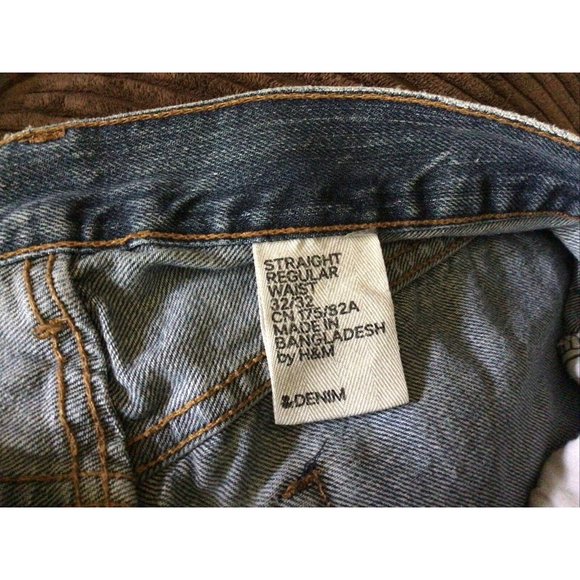 STRAIGHT
REGULAR
WAIST
32/32
CN 175/82A
MADE IN
BANGLADESH
by H&M
&.DENIM